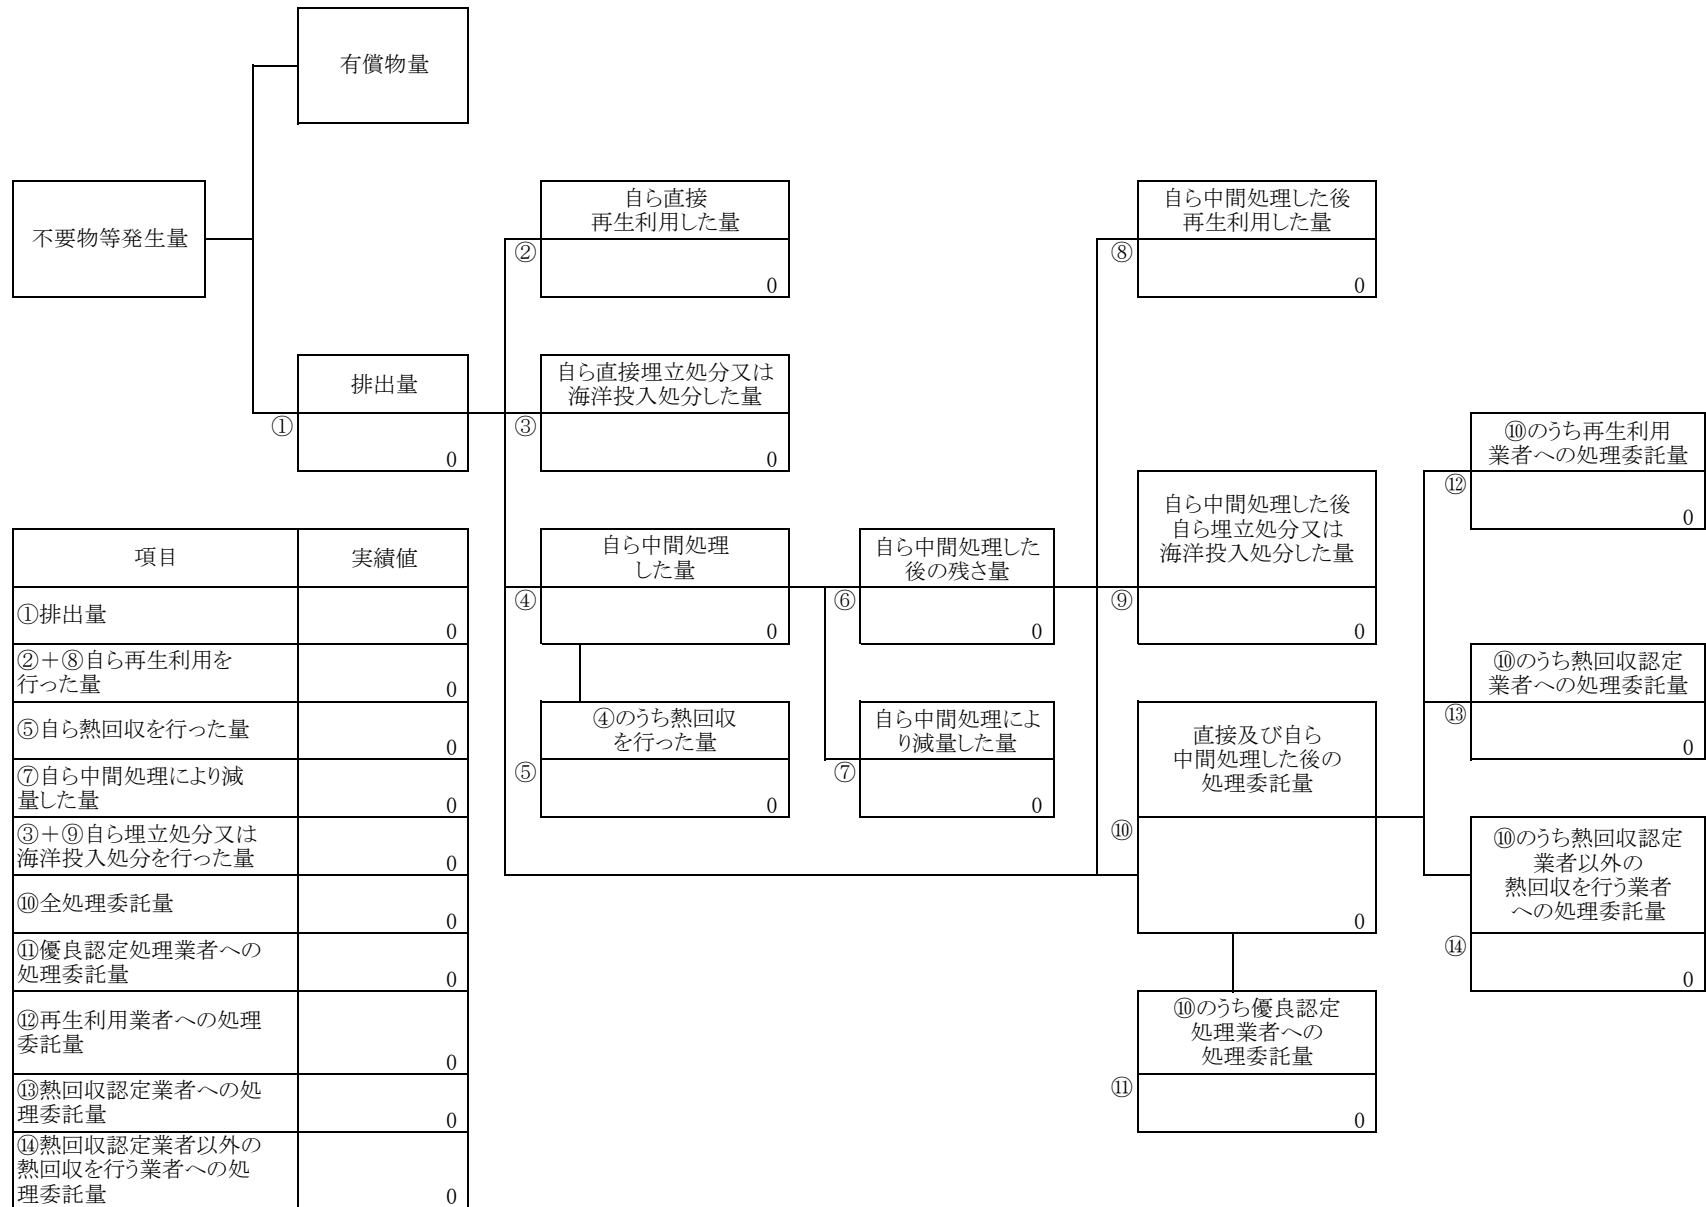 有償物量
不要物等発生量
自ら直接
再生利用した量
②
0
自ら中間処理した後
再生利用した量
⑧
0
排出量
①
0
自ら直接埋立処分又は
海洋投入処分した量
③
0
⑩のうち再生利用
業者への処理委託量
⑫
0
自ら中間処理
した量
④
0
自ら中間処理した
後の残さ量
⑥
0
自ら中間処理した後
自ら埋立処分又は
海洋投入処分した量
⑨
0
⑩のうち熱回収認定
業者への処理委託量
⑬
0
④のうち熱回収
を行った量
⑤
0
自ら中間処理によ
り減量した量
⑦
0
直接及び自ら
中間処理した後の
処理委託量
⑩
0
⑩のうち熱回収認定
業者以外の
熱回収を行う業者
への処理委託量
⑭
0
⑩のうち優良認定
処理業者への
処理委託量
⑪
0
項目 実績値
①排出量
0
②+⑧自ら再生利用を
行った量
0
⑤自ら熱回収を行った量
0
⑦自ら中間処理により減
量した量
0
③+⑨自ら埋立処分又は
海洋投入処分を行った量
0
⑩全処理委託量
0
⑪優良認定処理業者への
処理委託量
0
⑫再生利用業者への処理
委託量
0
⑬熱回収認定業者への処
理委託量
0
⑭熱回収認定業者以外の
熱回収を行う業者への処
理委託量
0